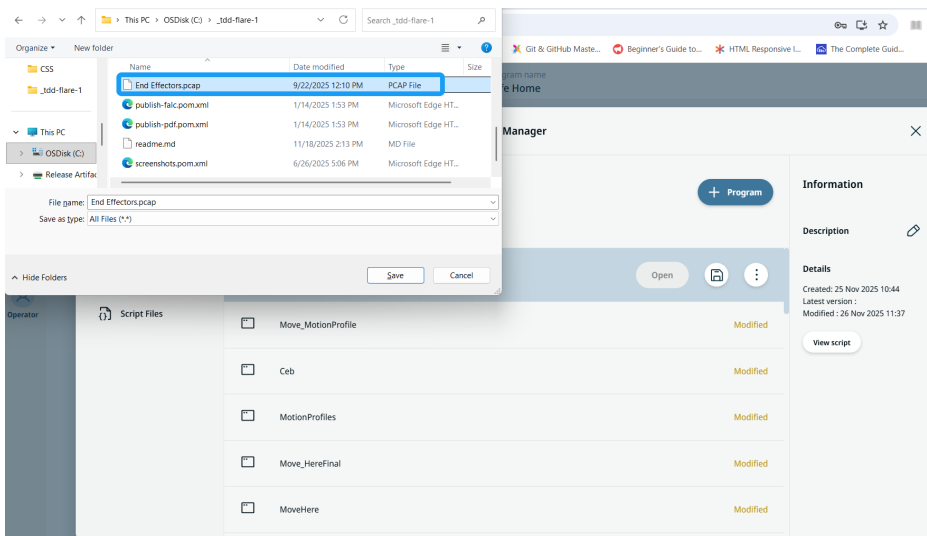 This PC > OSDisk (C:) > _tdd-flare-1
Search _tdd-flare-1
Organize
New folder
?
CSS
_tdd-flare-1
This PC
OSDisk (C:)
Release Artifac
Name Date modified Type Size
End Effectors.pcap 9/22/2025 12:10 PM PCAP File
publish-falc.pom.xml 1/14/2025 1:53 PM Microsoft Edge HT...
publish-pdf.pom.xml 1/14/2025 1:53 PM Microsoft Edge HT...
readme.md 11/18/2025 2:13 PM MD File
screenshots.pom.xml 6/26/2025 5:06 PM Microsoft Edge HT...
File name: End Effectors.pcap
Save as type: All Files (*.*)
Hide Folders
Save
Cancel
Git & GitHub Maste...
Beginner's Guide to...
HTML Responsive I...
The Complete Guid...
gram name
e Home
Manager
+ Program
Open
Operator
{} Script Files
Move_MotionProfile Modified
Ceb Modified
MotionProfiles Modified
Move_HereFinal Modified
MoveHere Modified
Information
Description
Details
Created: 25 Nov 2025 10:44
Latest version :
Modified : 26 Nov 2025 11:37
View script